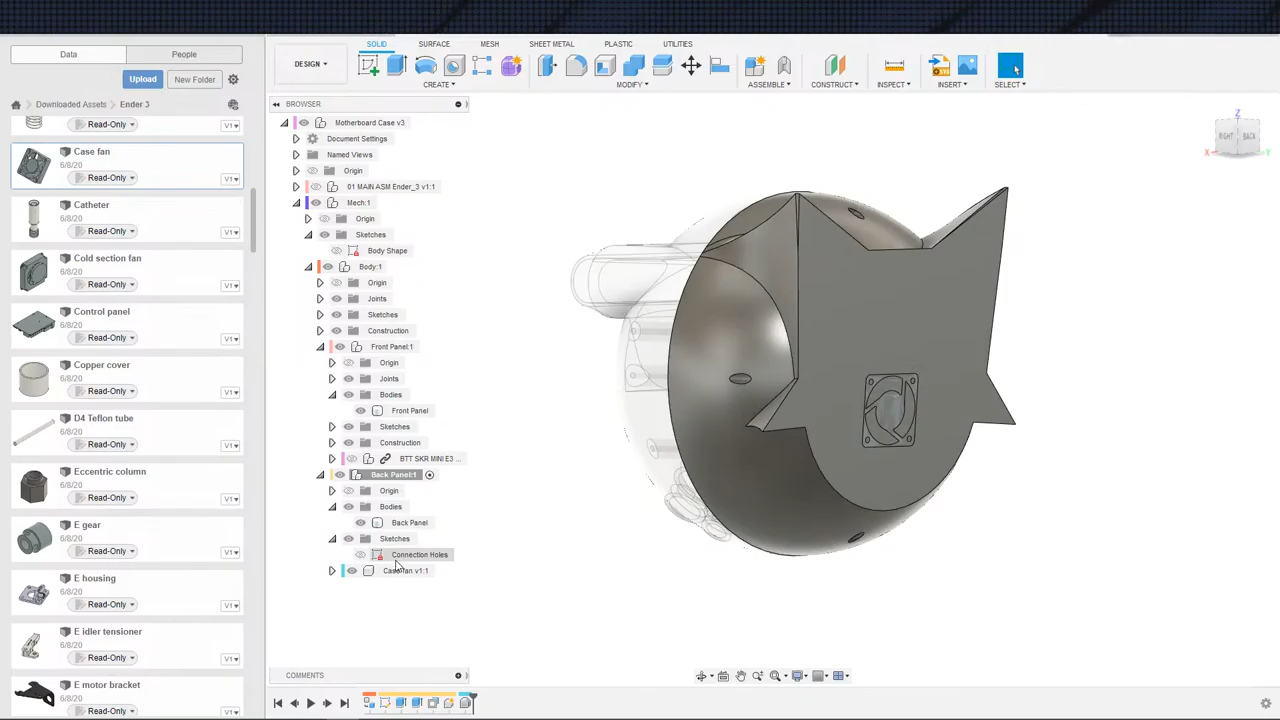 SOLID SURFACE MESH SHEET METAL PLASTIC UTILITIES
Data People
DESIGN
Upload New Folder
CREATE MODIFY ASSEMBLE CONSTRUCT INSPECT INSERT SELECT
Downloaded Assets Ender 3
BROWSER
Read-Only V1
Motherboard Case v3
Document Settings
Case fan
6/8/20
Read-Only V1
Named Views
Origin
01 MAIN ASM Ender_3 v1:1
Catheter
6/8/20
Read-Only V1
Mech:1
Origin
Sketches
Body Shape
Cold section fan
6/8/20
Read-Only V1
Body:1
Origin
Joints
Control panel
6/8/20
Read-Only V1
Sketches
Construction
Front Panel:1
Copper cover
6/8/20
Read-Only V1
Origin
Joints
Bodies
Front Panel
D4 Teflon tube
6/8/20
Read-Only V1
Sketches
Construction
BTT SKR MINI E3 ...
Eccentric column
6/8/20
Read-Only V1
Back Panel:1
Origin
Bodies
Back Panel
E gear
6/8/20
Read-Only V1
Sketches
Connection Holes
Case fan v1:1
E housing
6/8/20
Read-Only V1
E idler tensioner
6/8/20
Read-Only V1
E motor bracket
6/8/20
Read-Only V1
COMMENTS
Z
RIGHT BACK
X Y